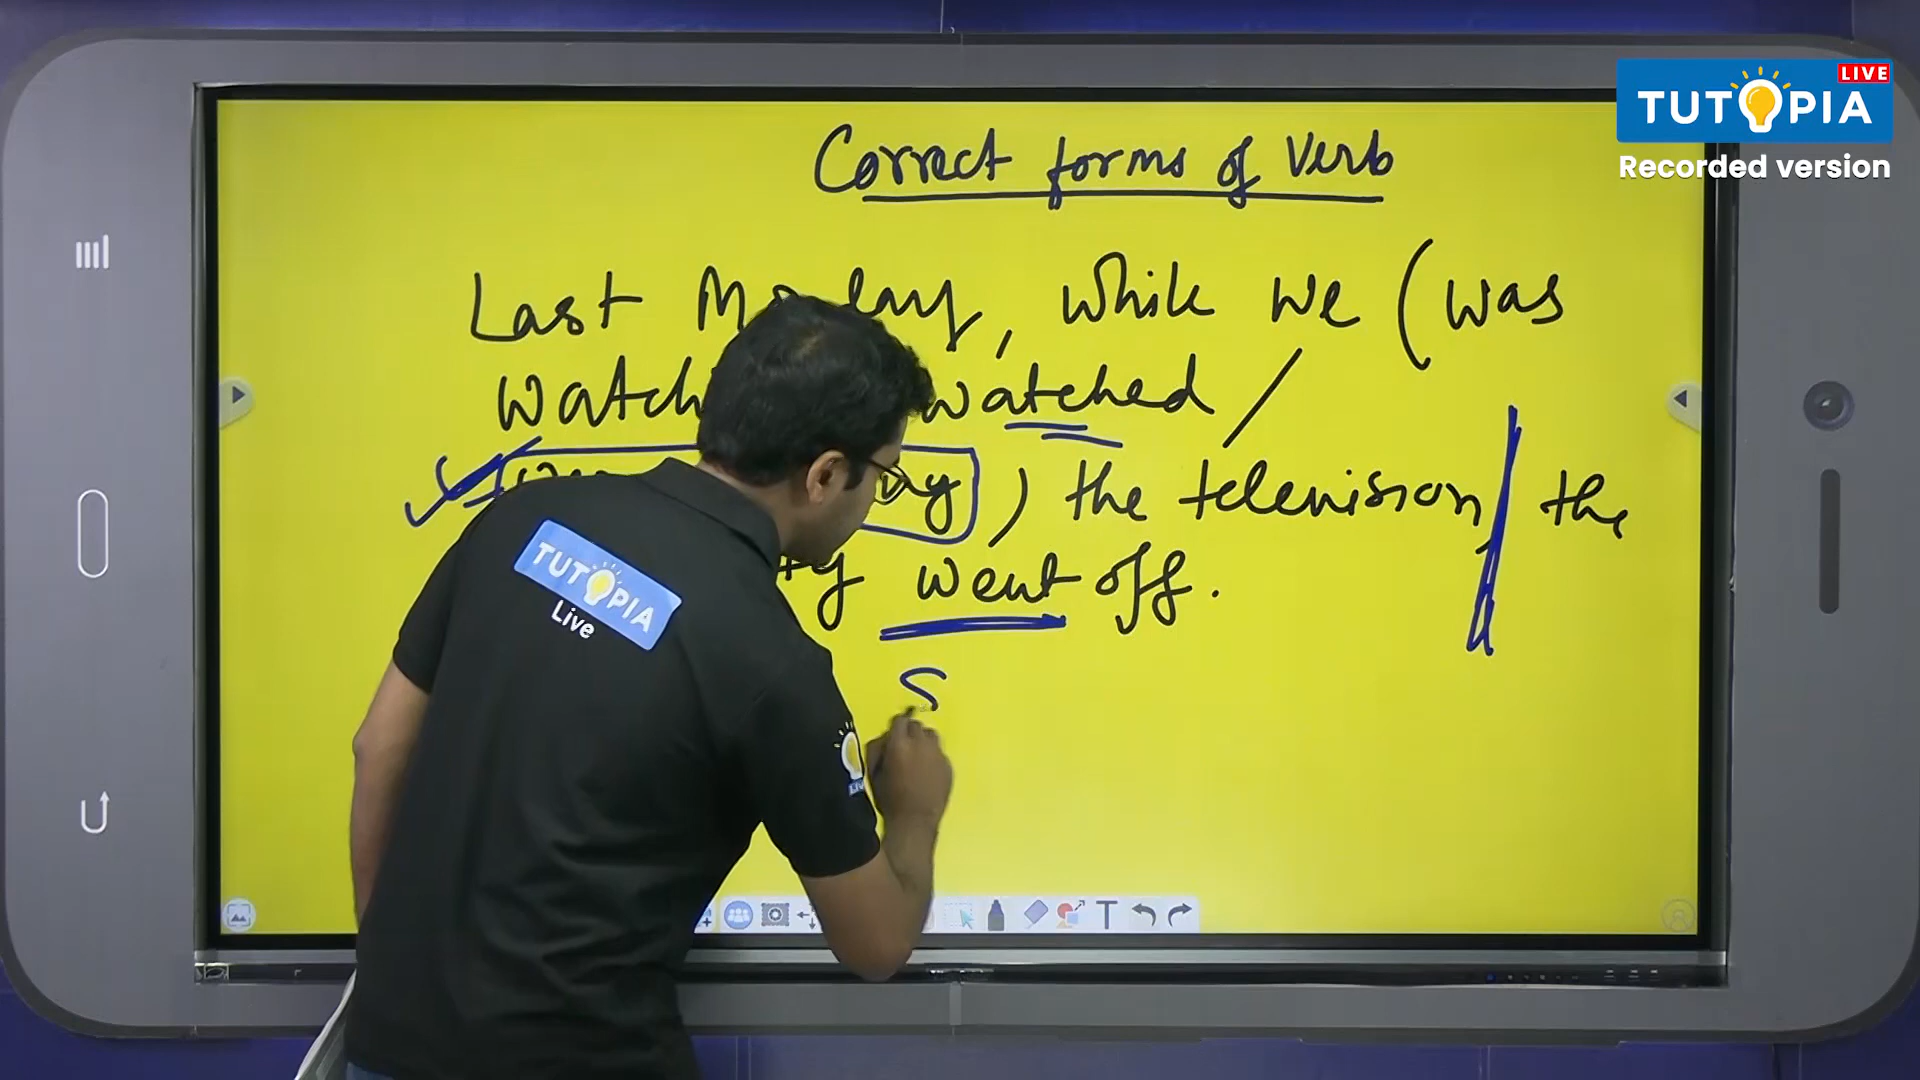 LIVE
TUTOPIA
Recorded version
Correct forms of Verb
Last while we (was
watched /
) the television, the
went off.
S
TUTOPIA
Live